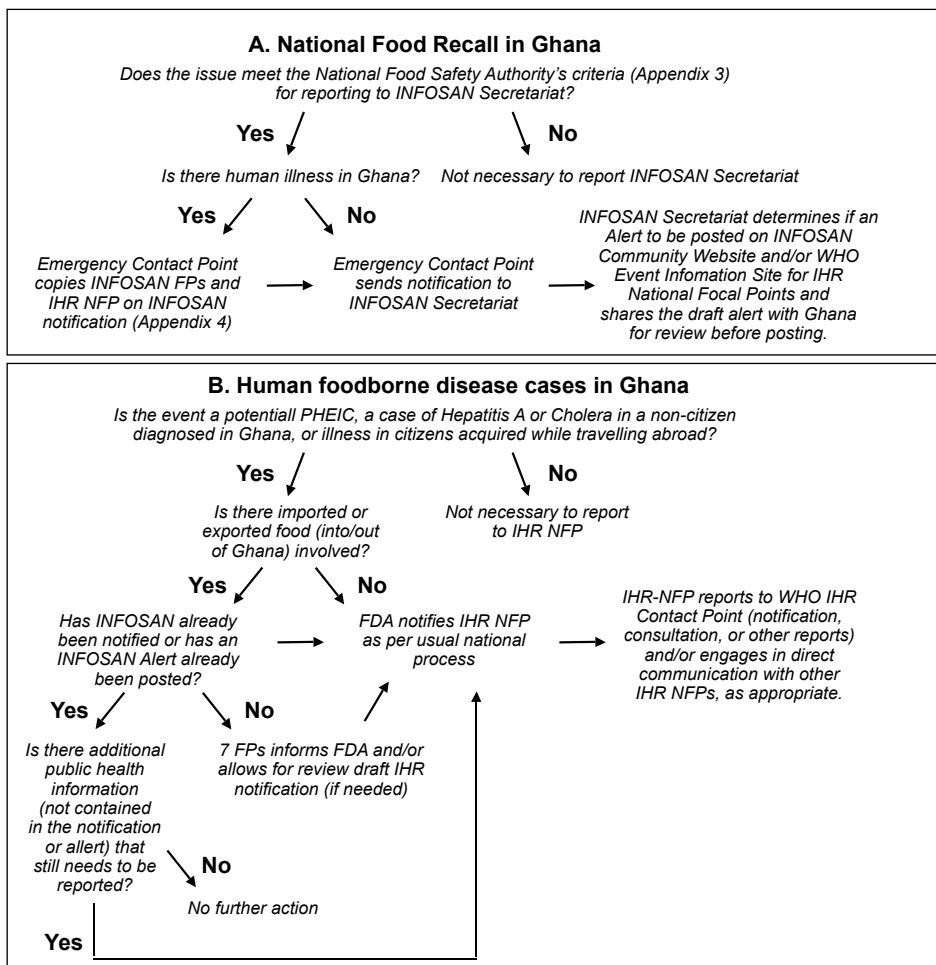 A. National Food Recall in Ghana
Does the issue meet the National Food Safety Authority's criteria (Appendix 3)
for reporting to INFOSAN Secretariat?
Yes
No
Is there human illness in Ghana?
Not necessary to report INFOSAN Secretariat
Yes
No
Emergency Contact Point
copies INFOSAN FPs and
IHR NFP on INFOSAN
notification (Appendix 4)
Emergency Contact Point
sends notification to
INFOSAN Secretariat
INFOSAN Secretariat determines if an
Alert to be posted on INFOSAN
Community Website and/or WHO
Event Infomation Site for IHR
National Focal Points and
shares the draft alert with Ghana
for review before posting.
B. Human foodborne disease cases in Ghana
Is the event a potentiall PHEIC, a case of Hepatitis A or Cholera in a non-citizen
diagnosed in Ghana, or illness in citizens acquired while travelling abroad?
Yes
No
Is there imported or
exported food (into/out
of Ghana) involved?
Not necessary to report
to IHR NFP
Yes
No
Has INFOSAN already
been notified or has an
INFOSAN Alert already
been posted?
FDA notifies IHR NFP
as per usual national
process
IHR-NFP reports to WHO IHR
Contact Point (notification,
consultation, or other reports)
and/or engages in direct
communication with other
IHR NFPs, as appropriate.
Yes
No
Is there additional
public health
information
(not contained
in the notification
or allert) that
still needs to be
reported?
7 FPs informs FDA and/or
allows for review draft IHR
notification (if needed)
No
No further action
Yes